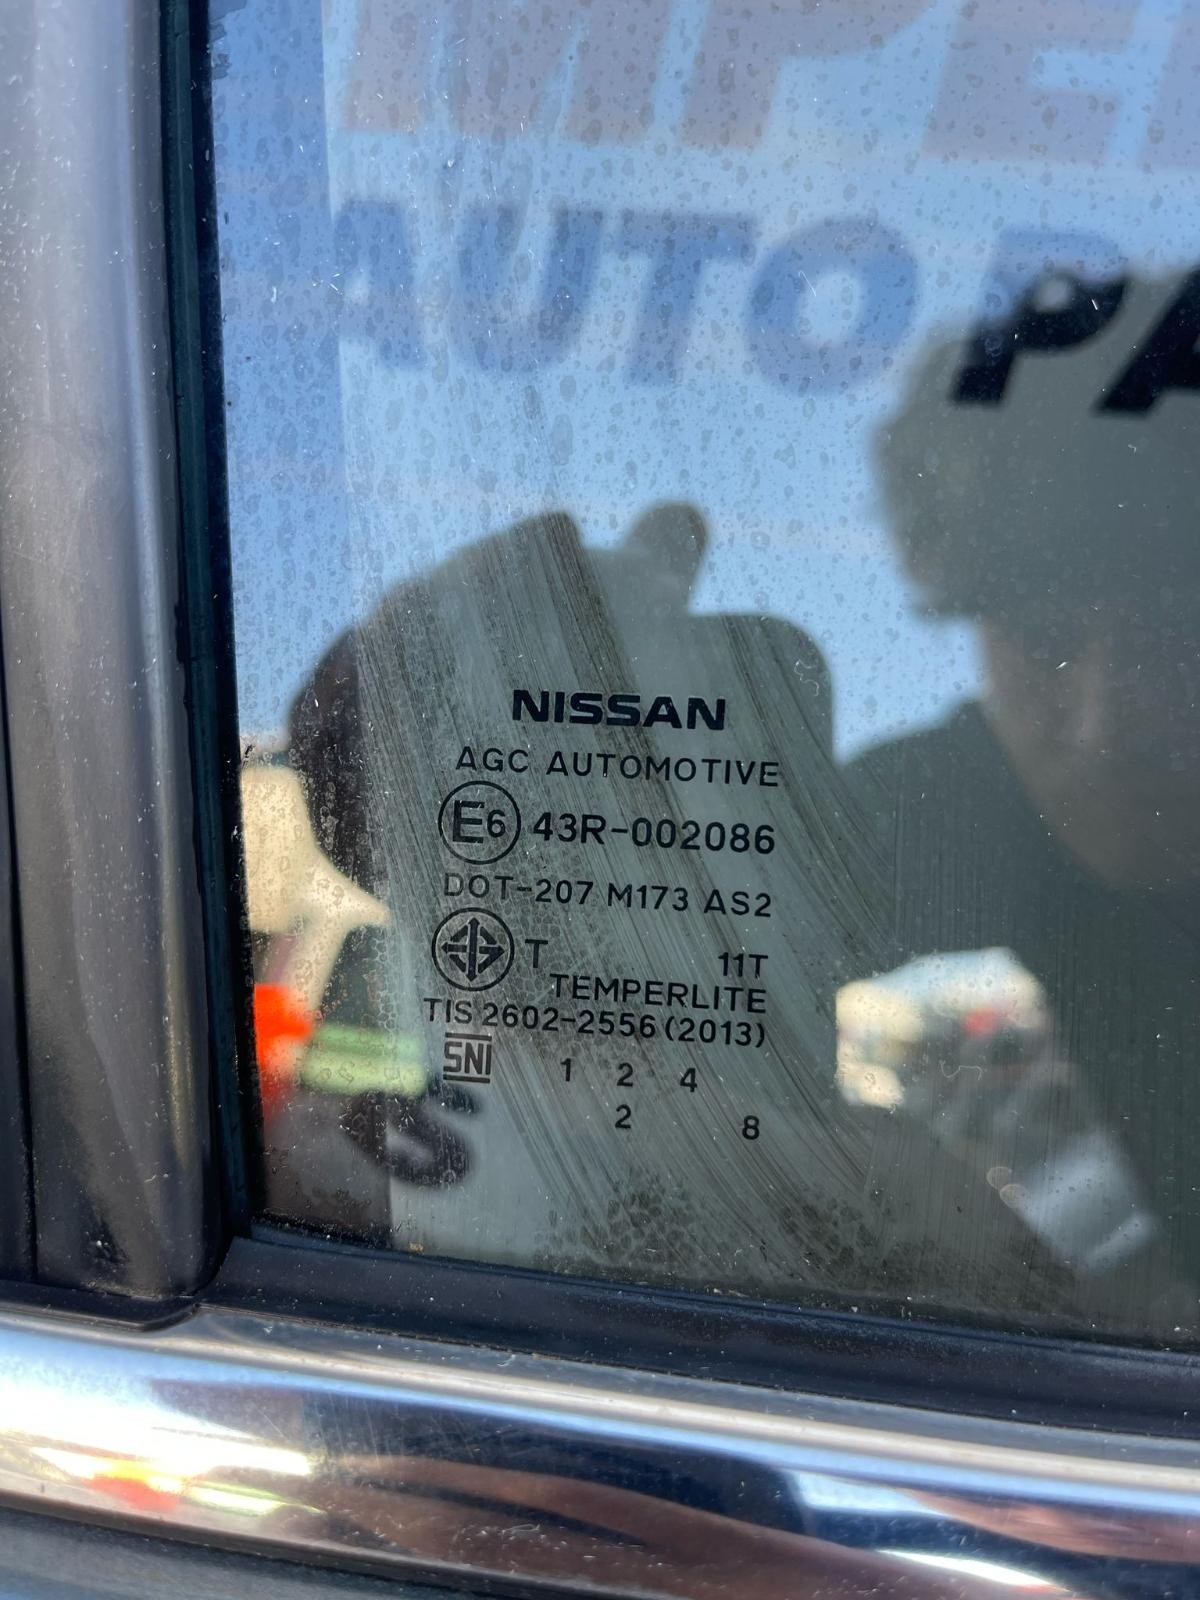 MPE
AUTO PA
NISSAN
AGC AUTOMOTIVE
E6 43R-002086
DOT-207 M173 AS2
T 11T
TEMPERLITE
TIS 2602-2556 (2013)
SNI 1 2 4
2 8
S